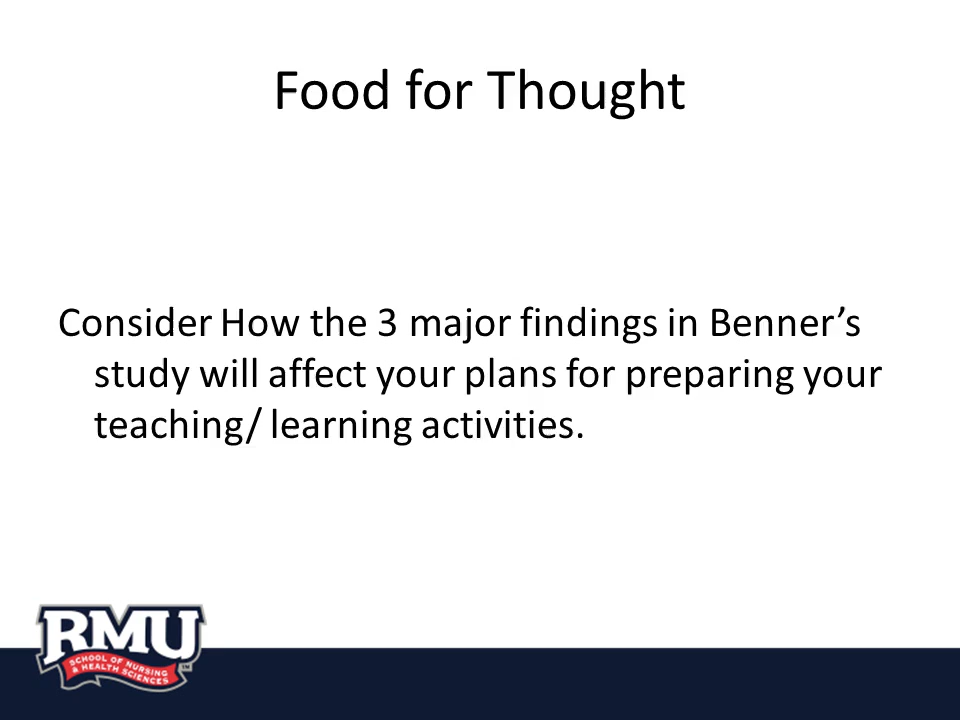 Food for Thought
Consider How the 3 major findings in Benner’s
study will affect your plans for preparing your
teaching/ learning activities.
RMU
SCHOOL OF NURSING
& HEALTH SCIENCES
TM